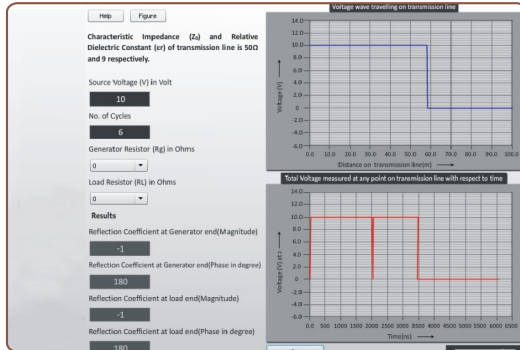 Help Figure
Characteristic Impedance (Z₀) and Relative
Dielectric Constant (εr) of transmission line is 50Ω
and 9 respectively.
Source Voltage (V) in Volt
10
No. of Cycles
6
Generator Resistor (Rg) in Ohms
0
Load Resistor (RL) in Ohms
0
Results
Reflection Coefficient at Generator end(Magnitude)
-1
Reflection Coefficient at Generator end(Phase in degree)
180
Reflection Coefficient at load end(Magnitude)
-1
Reflection Coefficient at load end(Phase in degree)
180
Voltage wave travelling on transmission line
Voltage (V)
14.0
12.0
10.0
8.0
6.0
4.0
2.0
0
-2.0
-4.0
-6.0
0.0 10.0 20.0 30.0 40.0 50.0 60.0 70.0 80.0 90.0 100.0
Distance on transmission line(m)
Total Voltage measured at any point on transmission line with respect to time
Voltage (V) at z
14.0
12.0
10.0
8.0
6.0
4.0
2.0
0
-2.0
-4.0
-6.0
0.0 500 1000 1500 2000 2500 3000 3500 4000 4500 5000 5500 6000 6500
Time(ns)